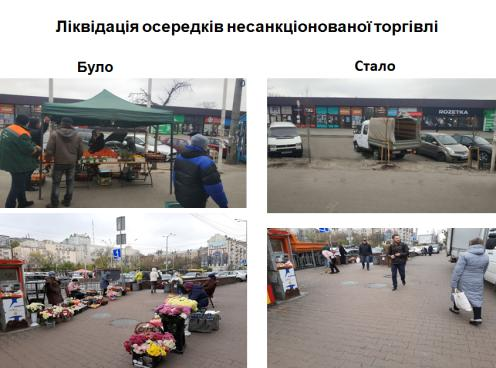 Ліквідація осередків несанкціонованої торгівлі
Було
Стало
ROZETKA